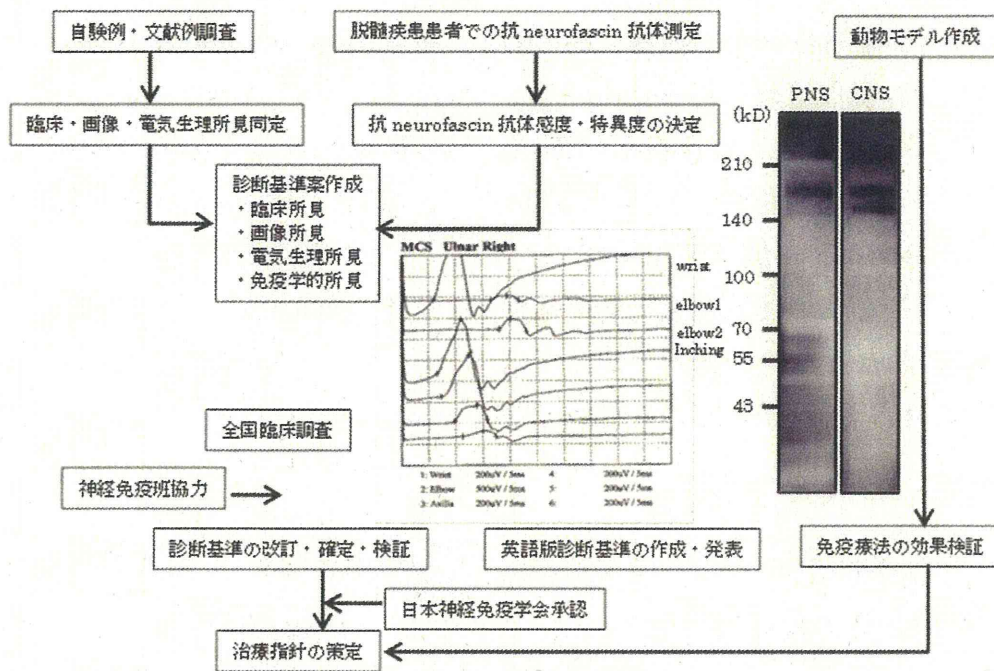 自験例・文献例調査
脱髄疾患患者での抗 neurofascin 抗体測定
動物モデル作成
臨床・画像・電気生理所見同定
抗 neurofascin 抗体感度・特異度の決定
診断基準案作成
・臨床所見
・画像所見
・電気生理所見
・免疫学的所見
MCS Ulnar Right
wrist
elbow1
elbow2
Inching
1: Wrist 200uV / 5ms 4: 200uV / 5ms
2: Elbow 500uV / 5ms 5: 200uV / 5ms
3: Axilla 200uV / 5ms 6: 200uV / 5ms
PNS CNS
(kD)
210
140
100
70
55
43
全国臨床調査
神経免疫班協力
診断基準の改訂・確定・検証
英語版診断基準の作成・発表
免疫療法の効果検証
日本神経免疫学会承認
治療指針の策定